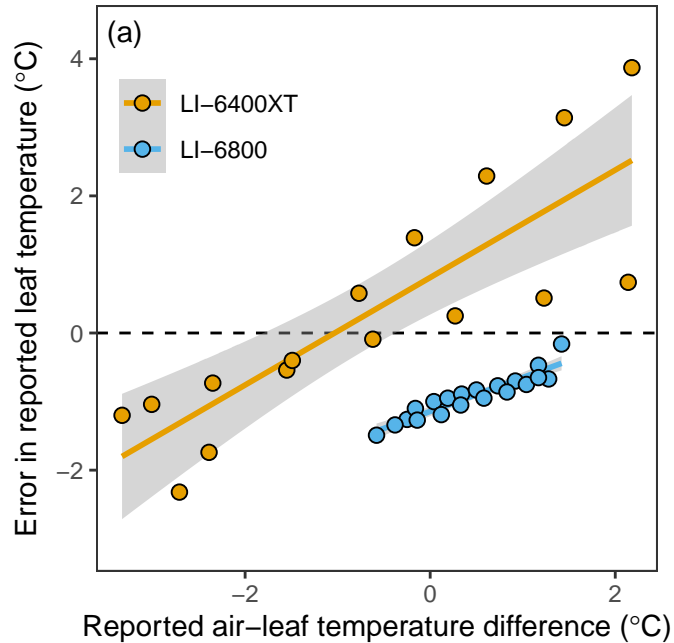 (a)
LI−6400XT
LI−6800
Error in reported leaf temperature (°C)
4
2
0
−2
−2
0
2
Reported air−leaf temperature difference (°C)